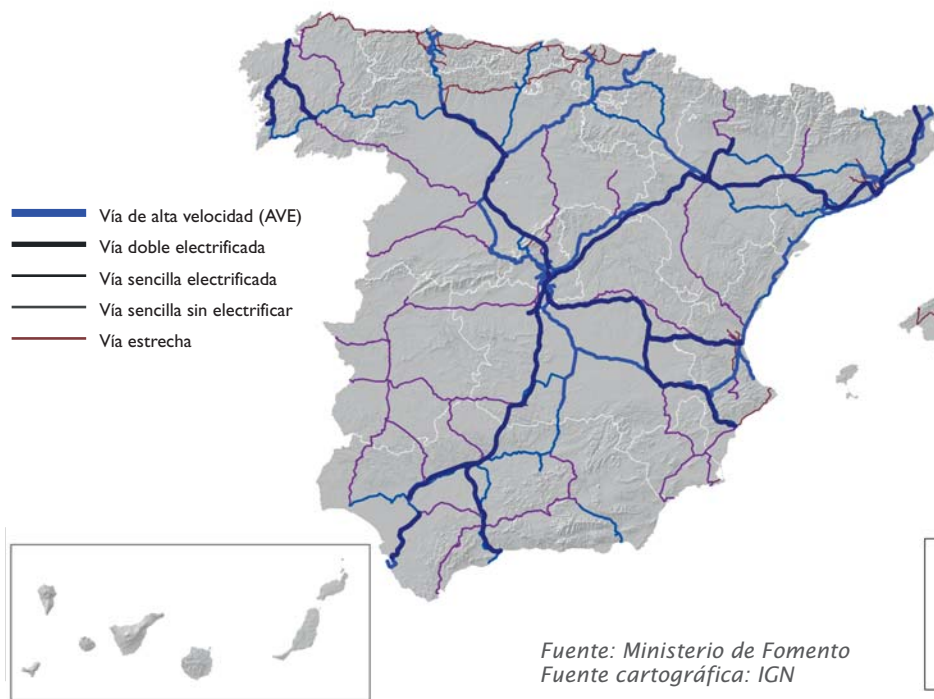 Vía de alta velocidad (AVE)
Vía doble electrificada
Vía sencilla electrificada
Vía sencilla sin electrificar
Vía estrecha
Fuente: Ministerio de Fomento
Fuente cartográfica: IGN